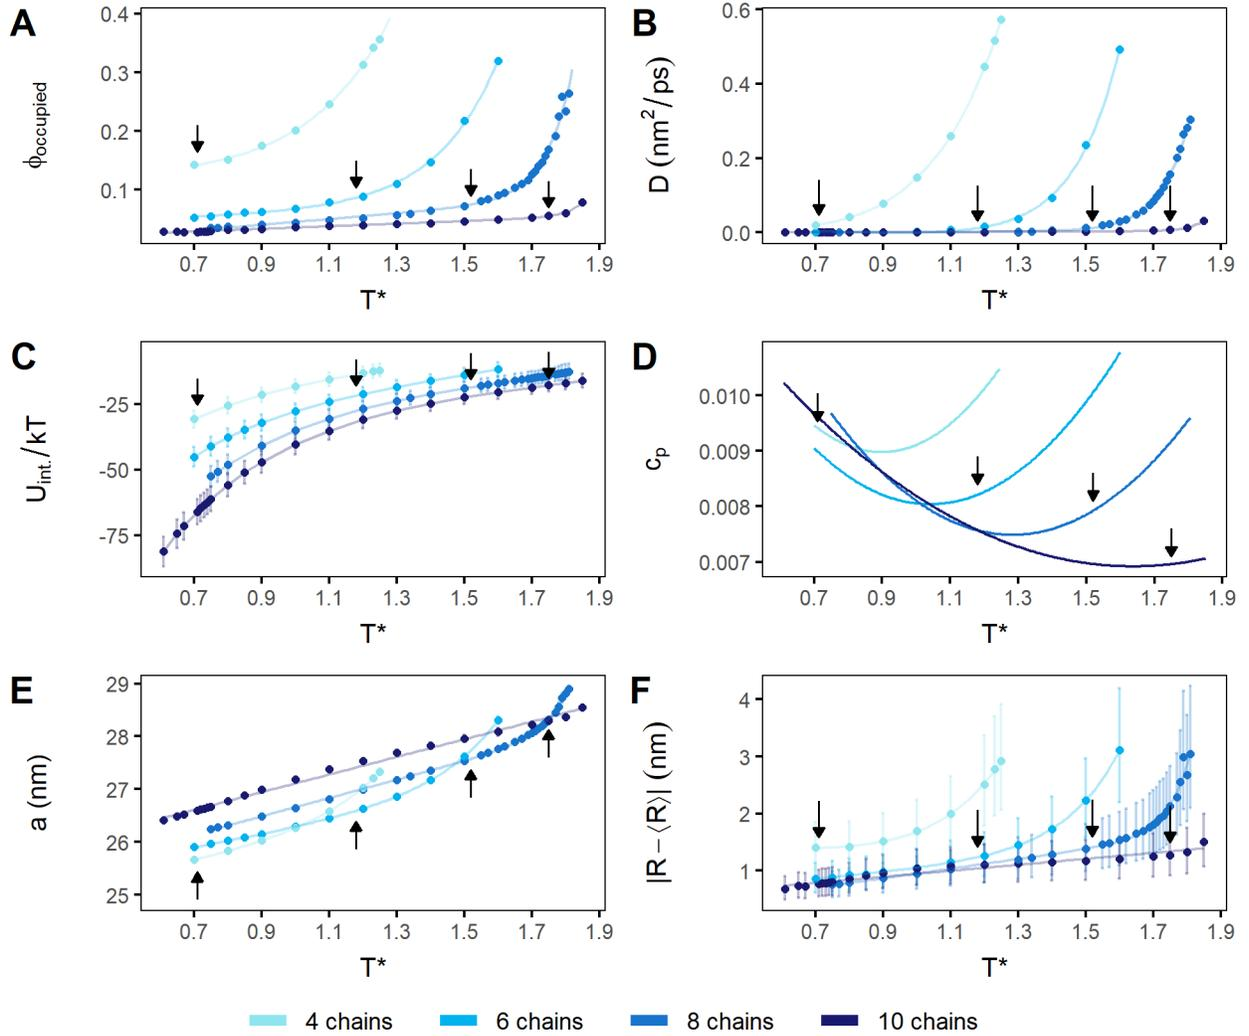 A
ϕoccupied
0.4
0.3
0.2
0.1
0.7 0.9 1.1 1.3 1.5 1.7 1.9
T*
B
D (nm²/ps)
0.6
0.4
0.2
0.0
0.7 0.9 1.1 1.3 1.5 1.7 1.9
T*
C
Uint./kT
-25
-50
-75
0.7 0.9 1.1 1.3 1.5 1.7 1.9
T*
D
cp
0.010
0.009
0.008
0.007
0.7 0.9 1.1 1.3 1.5 1.7 1.9
T*
E
a (nm)
29
28
27
26
25
0.7 0.9 1.1 1.3 1.5 1.7 1.9
T*
F
|R−⟨R⟩| (nm)
4
3
2
1
0.7 0.9 1.1 1.3 1.5 1.7 1.9
T*
4 chains 6 chains 8 chains 10 chains